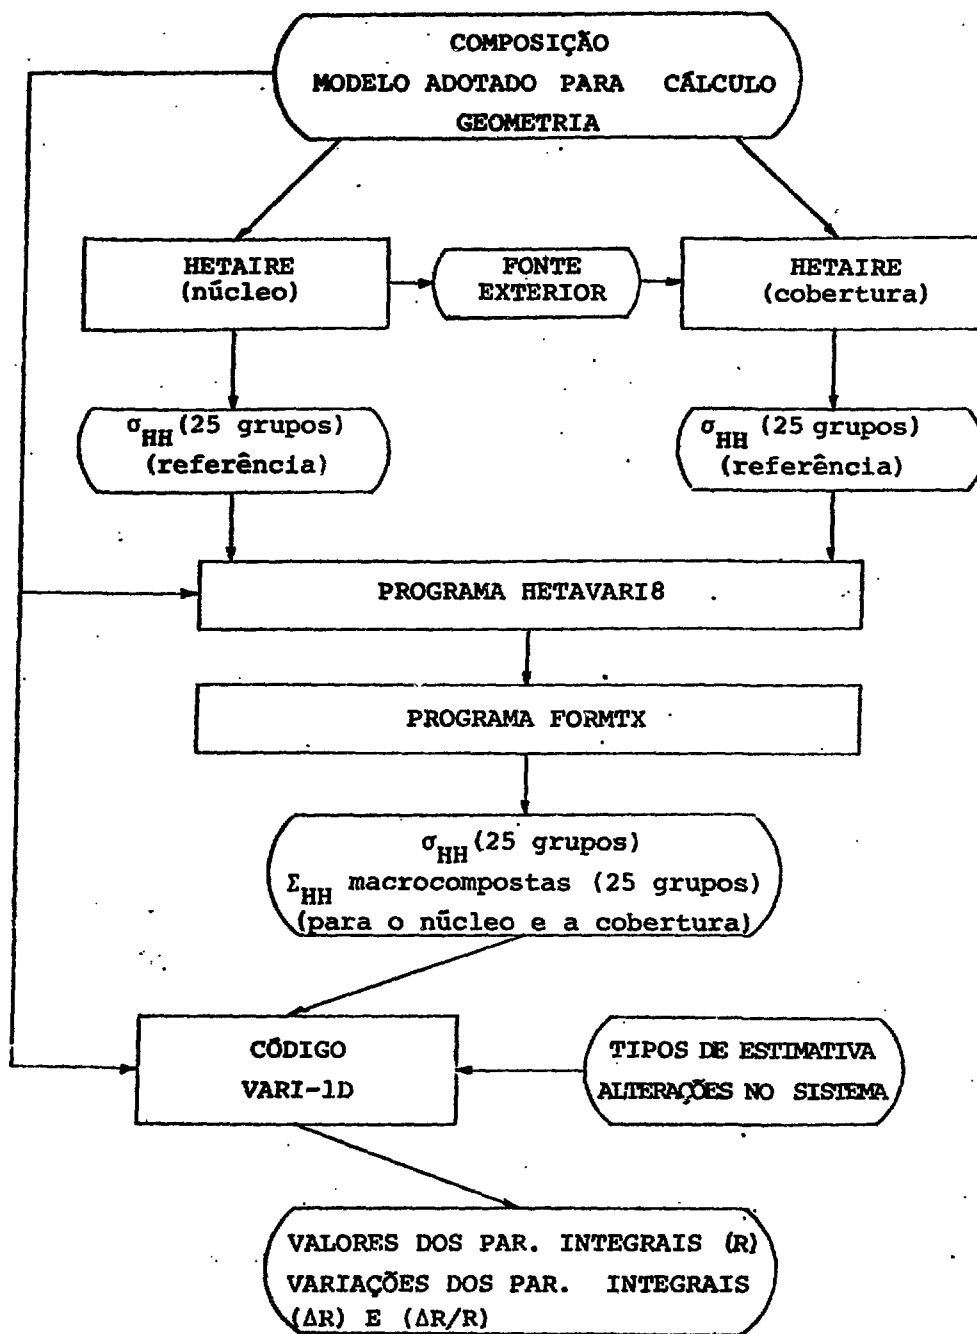 COMPOSIÇÃO
MODELO ADOTADO PARA CÁLCULO
GEOMETRIA
HETAIRE
(núcleo)
FONTE
EXTERIOR
HETAIRE
(cobertura)
σHH (25 grupos)
(referência)
σHH (25 grupos)
(referência)
PROGRAMA HETAVARI8
PROGRAMA FORMTX
σHH (25 grupos)
ΣHH macrocompostas (25 grupos)
(para o núcleo e a cobertura)
CÓDIGO
VARI-1D
TIPOS DE ESTIMATIVA
ALTERAÇÕES NO SISTEMA
VALORES DOS PAR. INTEGRAIS (R)
VARIAÇÕES DOS PAR. INTEGRAIS
(ΔR) E (ΔR/R)